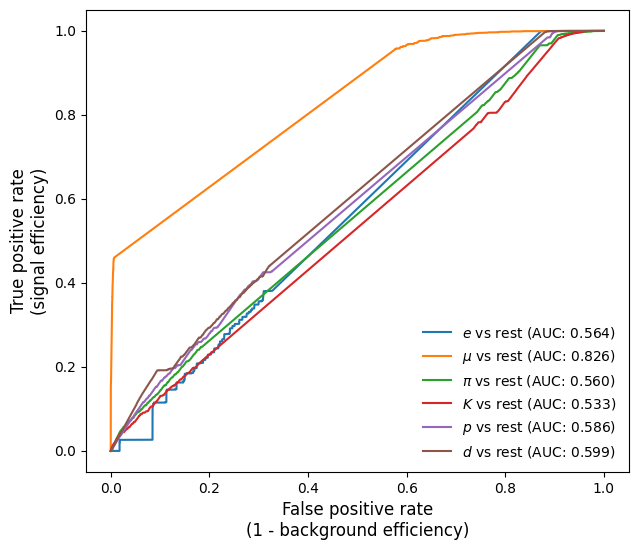 1.0
0.8
0.6
0.4
0.2
0.0
True positive rate
(signal efficiency)
e vs rest (AUC: 0.564)
μ vs rest (AUC: 0.826)
π vs rest (AUC: 0.560)
K vs rest (AUC: 0.533)
p vs rest (AUC: 0.586)
d vs rest (AUC: 0.599)
0.0 0.2 0.4 0.6 0.8 1.0
False positive rate
(1 - background efficiency)